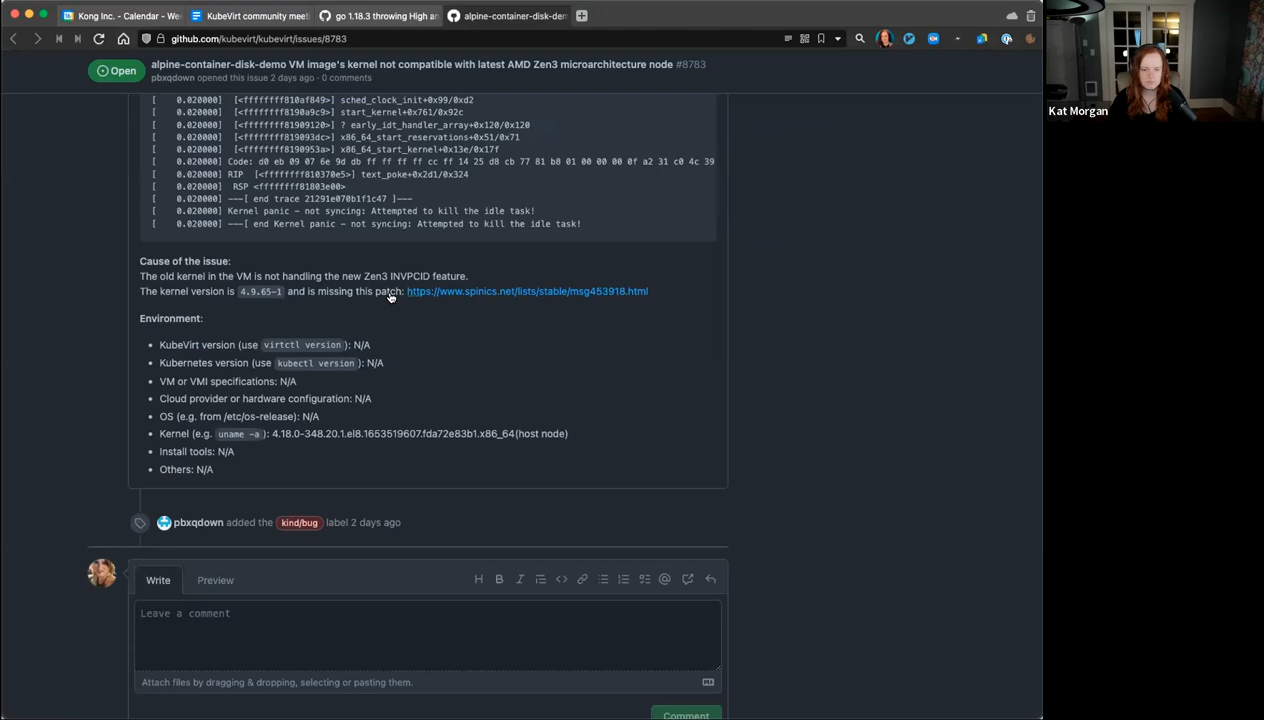 Kong Inc. - Calendar - We
KubeVirt community meet
go 1.18.3 throwing High an
alpine-container-disk-dem
github.com/kubevirt/kubevirt/issues/8783
Open
alpine-container-disk-demo VM image's kernel not compatible with latest AMD Zen3 microarchitecture node #8783
pbxqdown opened this issue 2 days ago · 0 comments
[    0.020000]  [<ffffffff810af849>] sched_clock_init+0x99/0xd2
[    0.020000]  [<ffffffff8190a9c9>] start_kernel+0x761/0x92c
[    0.020000]  [<ffffffff81909120>] ? early_idt_handler_array+0x120/0x120
[    0.020000]  [<ffffffff819093dc>] x86_64_start_reservations+0x51/0x71
[    0.020000]  [<ffffffff8190953a>] x86_64_start_kernel+0x13e/0x17f
[    0.020000] Code: d0 eb 09 07 6e 9d db ff ff ff ff cc ff 14 25 d8 cb 77 81 b8 01 00 00 00 0f a2 31 c0 4c 39
[    0.020000] RIP  [<ffffffff810370e5>] text_poke+0x2d1/0x324
[    0.020000]  RSP <ffffffff81803e00>
[    0.020000] ---[ end trace 21291e070b1f1c47 ]---
[    0.020000] Kernel panic - not syncing: Attempted to kill the idle task!
[    0.020000] ---[ end Kernel panic - not syncing: Attempted to kill the idle task!
Cause of the issue:
The old kernel in the VM is not handling the new Zen3 INVPCID feature.
The kernel version is 4.9.65-1 and is missing this patch: https://www.spinics.net/lists/stable/msg453918.html
Environment:
• KubeVirt version (use virtctl version): N/A
• Kubernetes version (use kubectl version): N/A
• VM or VMI specifications: N/A
• Cloud provider or hardware configuration: N/A
• OS (e.g. from /etc/os-release): N/A
• Kernel (e.g. uname -a): 4.18.0-348.20.1.el8.1653519607.fda72e83b1.x86_64(host node)
• Install tools: N/A
• Others: N/A
pbxqdown added the kind/bug label 2 days ago
Write
Preview
Leave a comment
Attach files by dragging & dropping, selecting or pasting them.
Comment
Kat Morgan